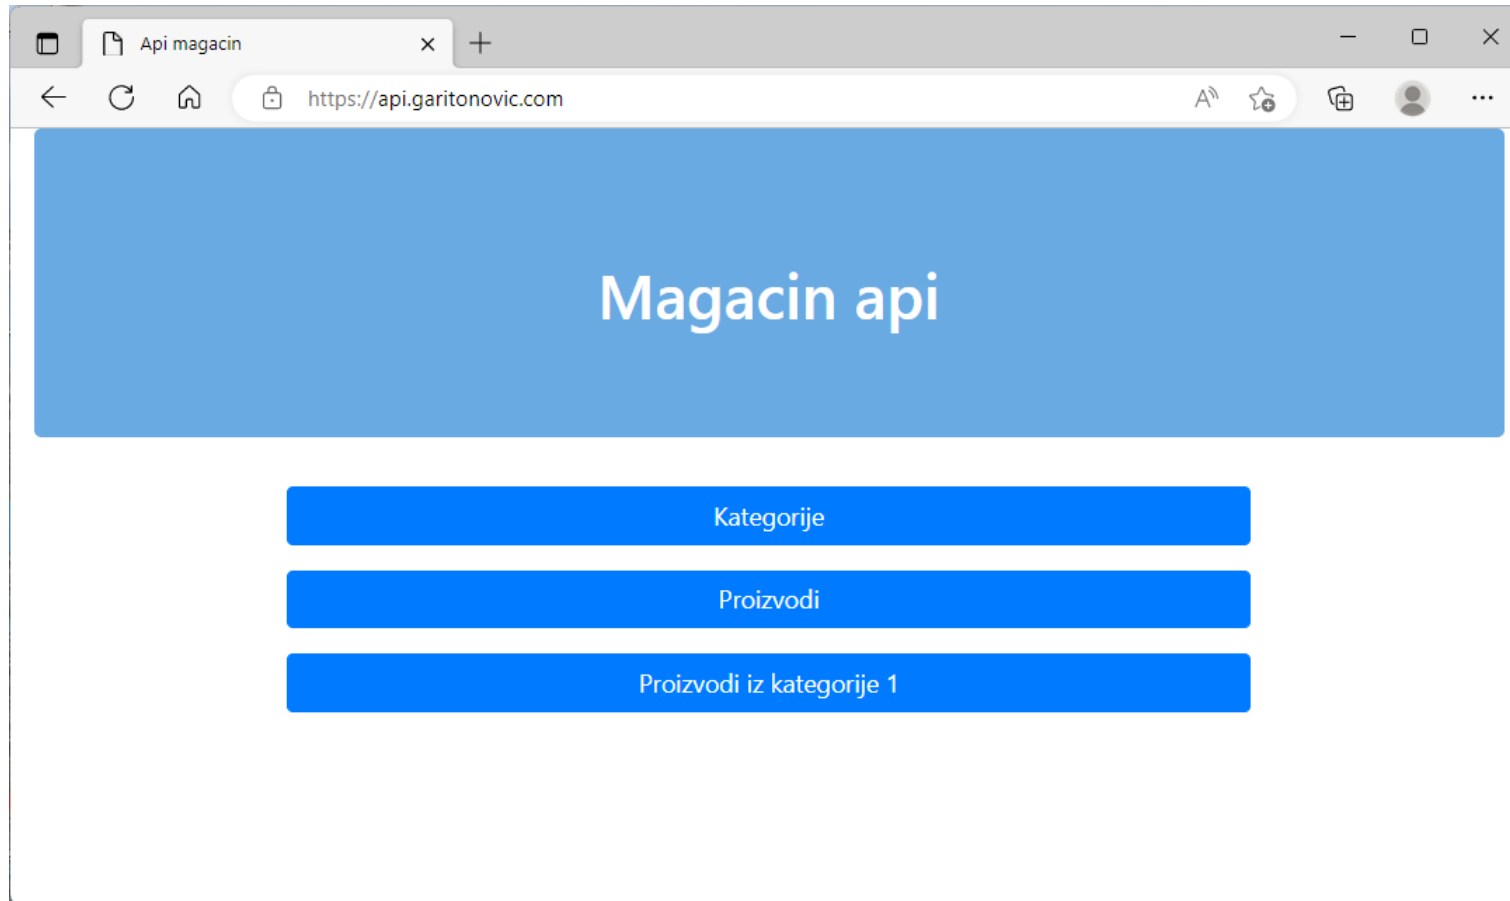 Api magacin
https://api.garitonovic.com
Magacin api
Kategorije
Proizvodi
Proizvodi iz kategorije 1